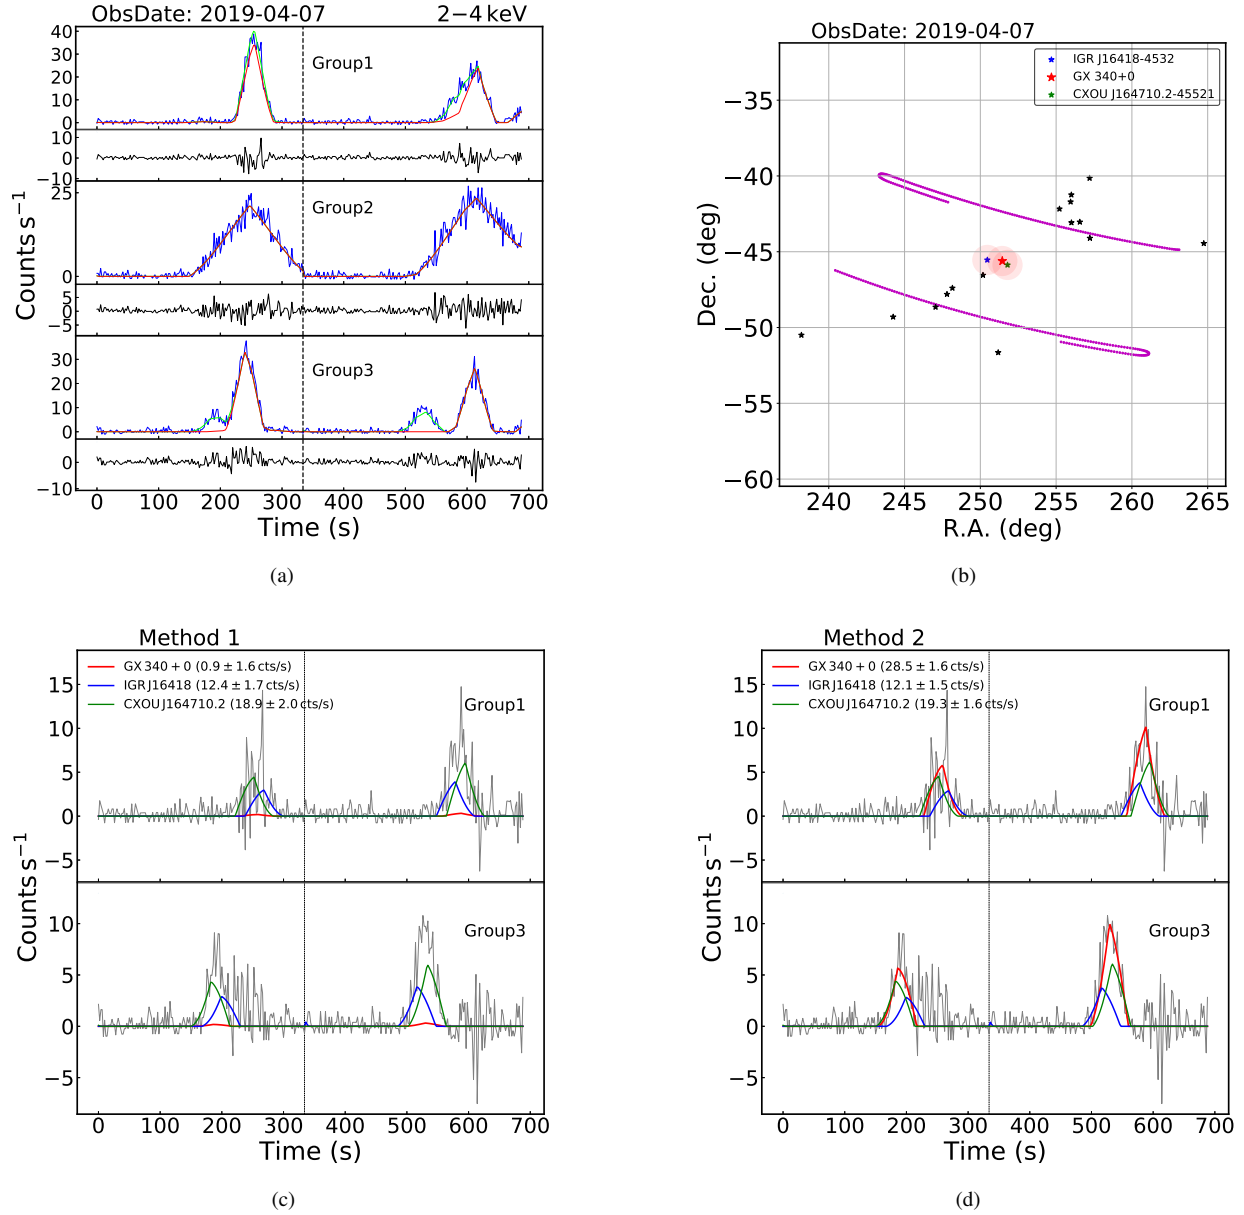 ObsDate: 2019-04-07 2−4 keV
Counts s⁻¹
40
30
20
10
0
Group1
10
0
−10
25
0
Group2
5
0
−5
30
20
10
0
Group3
0
−10
0 100 200 300 400 500 600 700
Time (s)
(a)
ObsDate: 2019-04-07
IGR J16418-4532
GX 340+0
CXOU J164710.2-45521
Dec. (deg)
−35
−40
−45
−50
−55
−60
240 245 250 255 260 265
R.A. (deg)
(b)
Method 1
GX 340 + 0 (0.9 ± 1.6 cts/s)
IGR J16418 (12.4 ± 1.7 cts/s)
CXOU J164710.2 (18.9 ± 2.0 cts/s)
Group1
Counts s⁻¹
15
10
5
0
−5
Group3
10
5
0
−5
0 100 200 300 400 500 600 700
Time (s)
(c)
Method 2
GX 340 + 0 (28.5 ± 1.6 cts/s)
IGR J16418 (12.1 ± 1.5 cts/s)
CXOU J164710.2 (19.3 ± 1.6 cts/s)
Group1
Counts s⁻¹
15
10
5
0
−5
Group3
10
5
0
−5
0 100 200 300 400 500 600 700
Time (s)
(d)